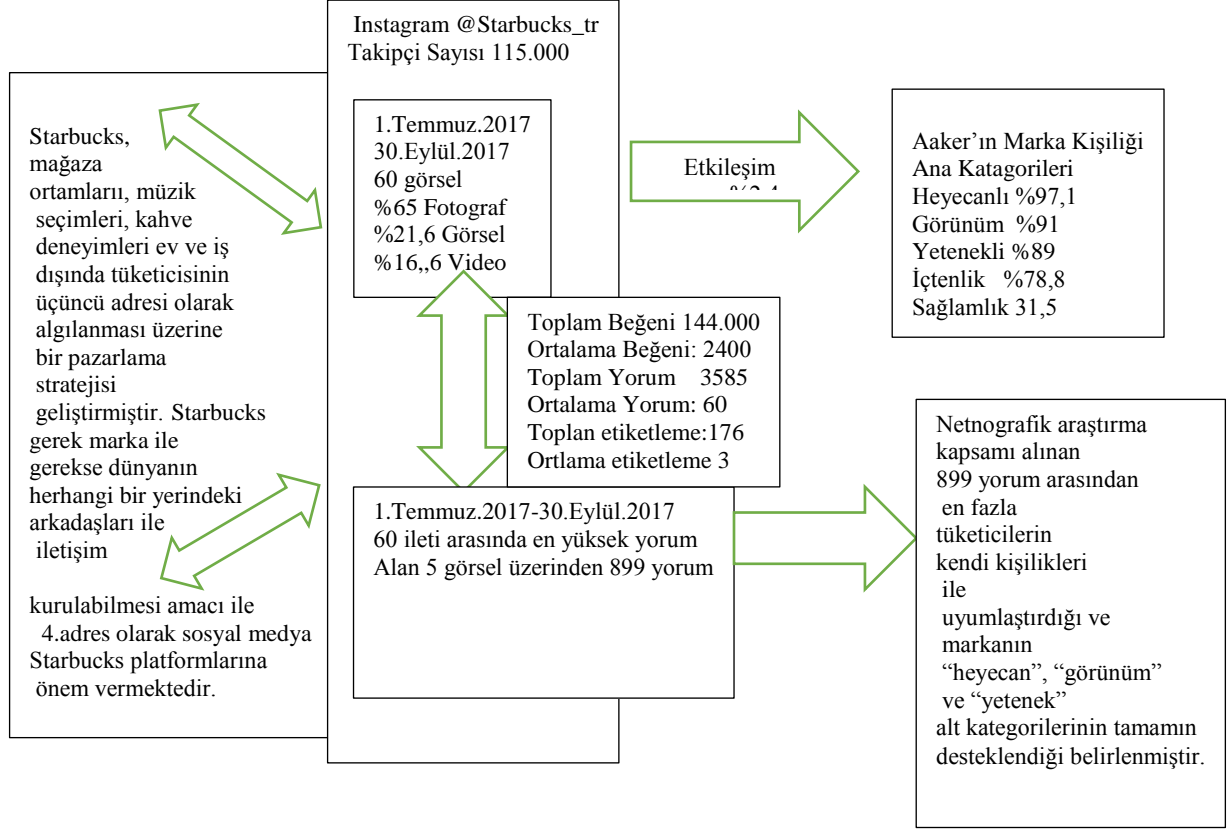 Instagram @Starbucks_tr
Takipçi Sayısı 115.000
Starbucks,
mağaza
ortamlarıı, müzik
seçimleri, kahve
deneyimleri ev ve iş
dışında tüketicisinin
üçüncü adresi olarak
algılanması üzerine
bir pazarlama
stratejisi
geliştirmiştir. Starbucks
gerek marka ile
gerekse dünyanın
herhangi bir yerindeki
arkadaşları ile
iletişim
kurulabilmesi amacı ile
4.adres olarak sosyal medya
Starbucks platformlarına
önem vermektedir.
1.Temmuz.2017
30.Eylül.2017
60 görsel
%65 Fotograf
%21,6 Görsel
%16,,6 Video
Toplam Beğeni 144.000
Ortalama Beğeni: 2400
Toplam Yorum 3585
Ortalama Yorum: 60
Toplan etiketleme:176
Ortlama etiketleme 3
1.Temmuz.2017-30.Eylül.2017
60 ileti arasında en yüksek yorum
Alan 5 görsel üzerinden 899 yorum
Etkileşim
Aaker’ın Marka Kişiliği
Ana Katagorileri
Heyecanlı %97,1
Görünüm %91
Yetenekli %89
İçtenlik %78,8
Sağlamlık 31,5
Netnografik araştırma
kapsamı alınan
899 yorum arasından
en fazla
tüketicilerin
kendi kişilikleri
ile
uyumlaştırdığı ve
markanın
“heyecan”, “görünüm”
ve “yetenek”
alt kategorilerinin tamamın
desteklendiği belirlenmiştir.